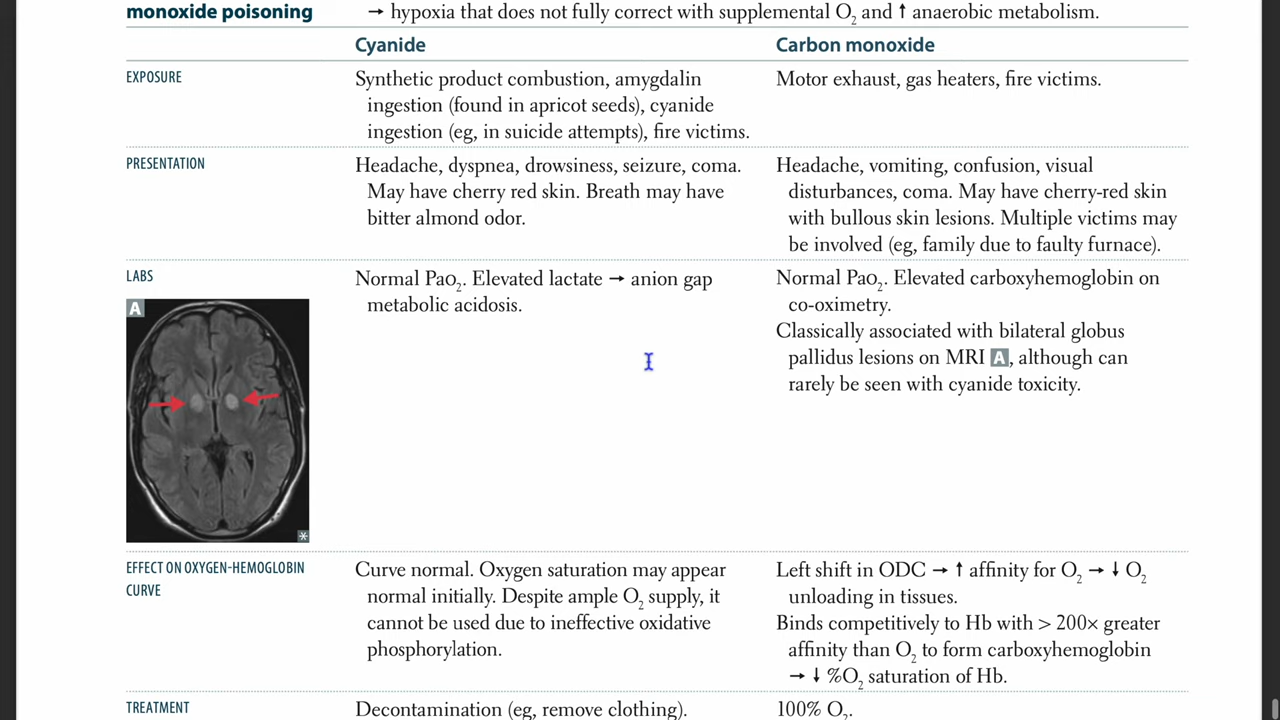 monoxide poisoning
→ hypoxia that does not fully correct with supplemental O₂ and ↑ anaerobic metabolism.
Cyanide
Carbon monoxide
EXPOSURE
Synthetic product combustion, amygdalin
ingestion (found in apricot seeds), cyanide
ingestion (eg, in suicide attempts), fire victims.
Motor exhaust, gas heaters, fire victims.
PRESENTATION
Headache, dyspnea, drowsiness, seizure, coma.
May have cherry red skin. Breath may have
bitter almond odor.
Headache, vomiting, confusion, visual
disturbances, coma. May have cherry-red skin
with bullous skin lesions. Multiple victims may
be involved (eg, family due to faulty furnace).
LABS
A
*
Normal PaO₂. Elevated lactate → anion gap
metabolic acidosis.
Normal PaO₂. Elevated carboxyhemoglobin on
co-oximetry.
Classically associated with bilateral globus
pallidus lesions on MRI A, although can
rarely be seen with cyanide toxicity.
EFFECT ON OXYGEN-HEMOGLOBIN
CURVE
Curve normal. Oxygen saturation may appear
normal initially. Despite ample O₂ supply, it
cannot be used due to ineffective oxidative
phosphorylation.
Left shift in ODC → ↑ affinity for O₂ → ↓ O₂
unloading in tissues.
Binds competitively to Hb with > 200× greater
affinity than O₂ to form carboxyhemoglobin
→ ↓ %O₂ saturation of Hb.
TREATMENT
Decontamination (eg, remove clothing).
100% O₂.